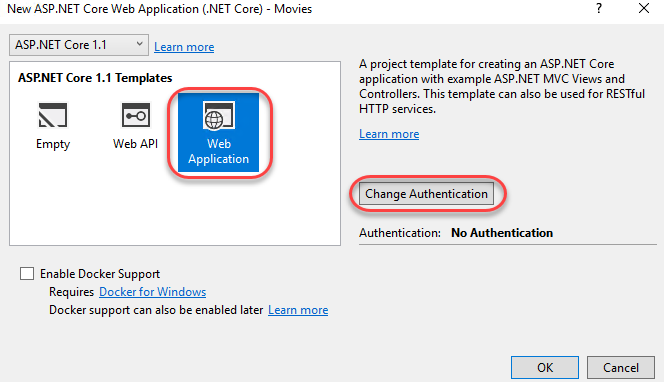 New ASP.NET Core Web Application (.NET Core) - Movies
ASP.NET Core 1.1
Learn more
ASP.NET Core 1.1 Templates
Empty
Web API
Web
Application
A project template for creating an ASP.NET Core
application with example ASP.NET MVC Views and
Controllers. This template can also be used for RESTful
HTTP services.
Learn more
Change Authentication
Authentication: No Authentication
Enable Docker Support
Requires Docker for Windows
Docker support can also be enabled later Learn more
OK
Cancel